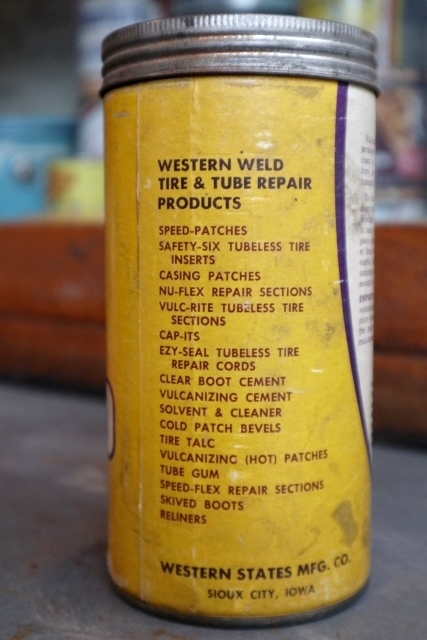 WESTERN WELD
TIRE & TUBE REPAIR
PRODUCTS
SPEED-PATCHES
SAFETY-SIX TUBELESS TIRE
INSERTS
CASING PATCHES
NU-FLEX REPAIR SECTIONS
VULC-RITE TUBELESS TIRE
SECTIONS
CAP-ITS
EZY-SEAL TUBELESS TIRE
REPAIR CORDS
CLEAR BOOT CEMENT
VULCANIZING CEMENT
SOLVENT & CLEANER
COLD PATCH BEVELS
TIRE TALC
VULCANIZING (HOT) PATCHES
TUBE GUM
SPEED-FLEX REPAIR SECTIONS
SKIVED BOOTS
RELINERS
WESTERN STATES MFG. CO.
SIOUX CITY, IOWA